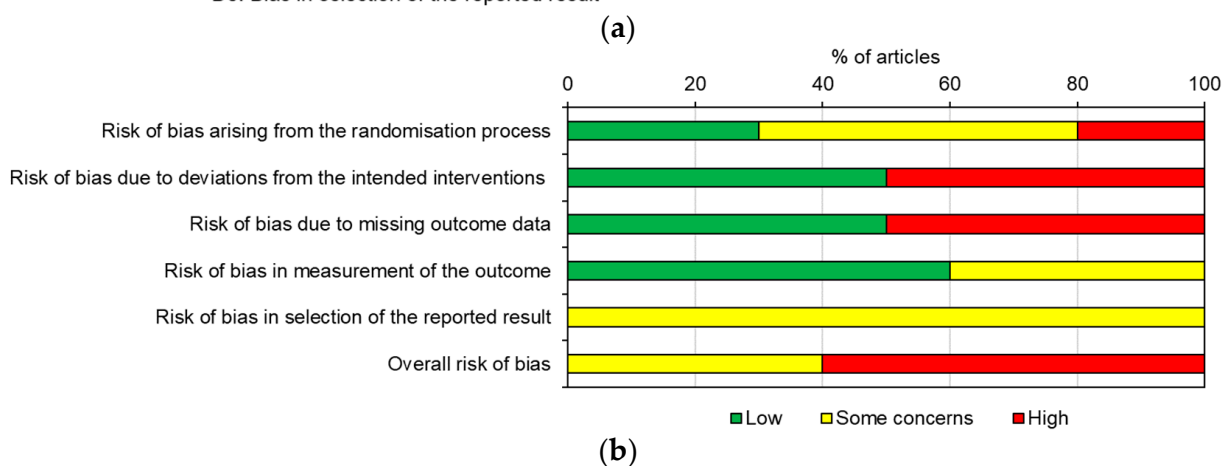 (a)
% of articles
0 20 40 60 80 100
Risk of bias arising from the randomisation process
Risk of bias due to deviations from the intended interventions
Risk of bias due to missing outcome data
Risk of bias in measurement of the outcome
Risk of bias in selection of the reported result
Overall risk of bias
Low Some concerns High
(b)